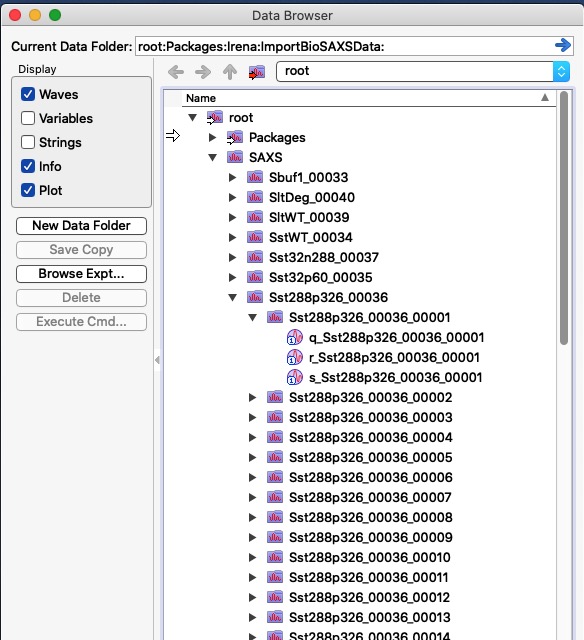 Data Browser
Current Data Folder: root:Packages:Irena:ImportBioSAXSData:
Display
Waves
Variables
Strings
Info
Plot
New Data Folder
Save Copy
Browse Expt...
Delete
Execute Cmd...
root
Name
root
Packages
SAXS
Sbuf1_00033
SltDeg_00040
SltWT_00039
SstWT_00034
Sst32n288_00037
Sst32p60_00035
Sst288p326_00036
Sst288p326_00036_00001
q_Sst288p326_00036_00001
r_Sst288p326_00036_00001
s_Sst288p326_00036_00001
Sst288p326_00036_00002
Sst288p326_00036_00003
Sst288p326_00036_00004
Sst288p326_00036_00005
Sst288p326_00036_00006
Sst288p326_00036_00007
Sst288p326_00036_00008
Sst288p326_00036_00009
Sst288p326_00036_00010
Sst288p326_00036_00011
Sst288p326_00036_00012
Sst288p326_00036_00013
Sst288p326_00036_00014